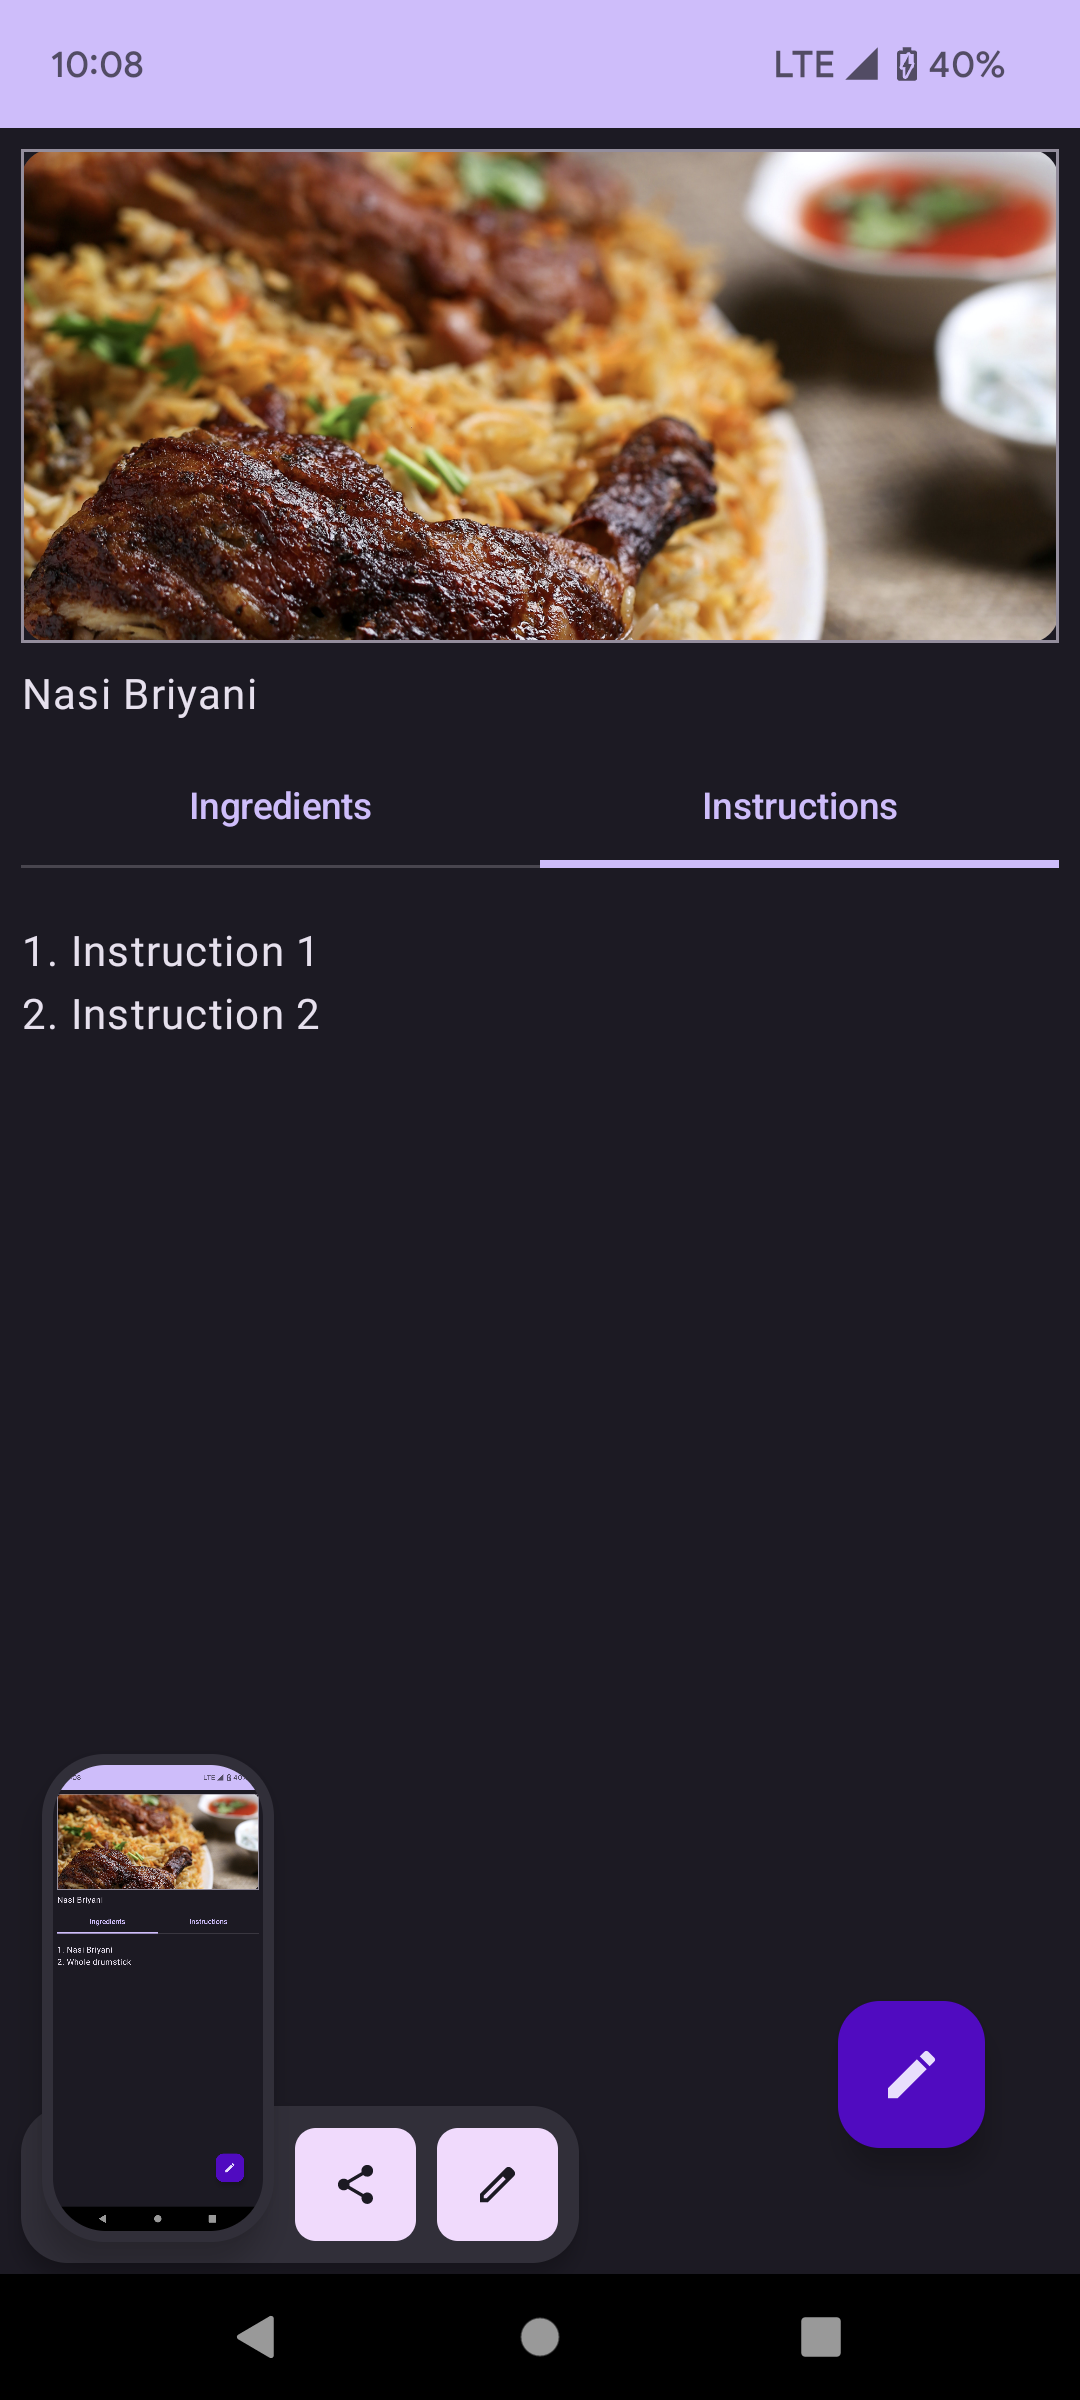 10:08 LTE 40%
Nasi Briyani
Ingredients Instructions
1. Instruction 1
2. Instruction 2
LTE
Nasi Briyani
Ingredients Instructions
1. Nasi Briyani
2. Whole drumstick